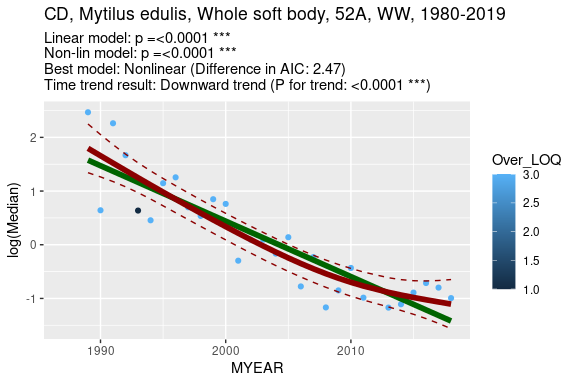 CD, Mytilus edulis, Whole soft body, 52A, WW, 1980-2019
Linear model: p =<0.0001 ***
Non-lin model: p =<0.0001 ***
Best model: Nonlinear (Difference in AIC: 2.47)
Time trend result: Downward trend (P for trend: <0.0001 ***)
log(Median)
2
1
0
-1
1990
2000
2010
MYEAR
Over_LOQ
3.0
2.5
2.0
1.5
1.0